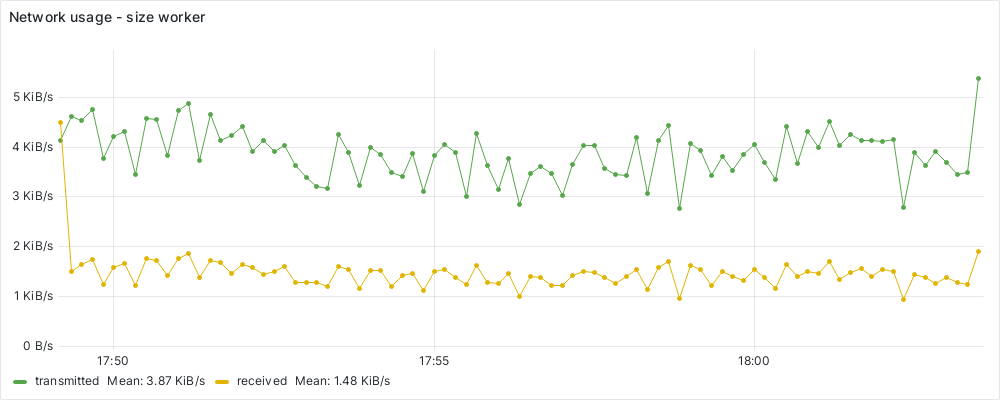 Network usage - size worker
5 KiB/s
4 KiB/s
3 KiB/s
2 KiB/s
1 KiB/s
0 B/s
17:50 17:55 18:00
transmitted Mean: 3.87 KiB/s received Mean: 1.48 KiB/s